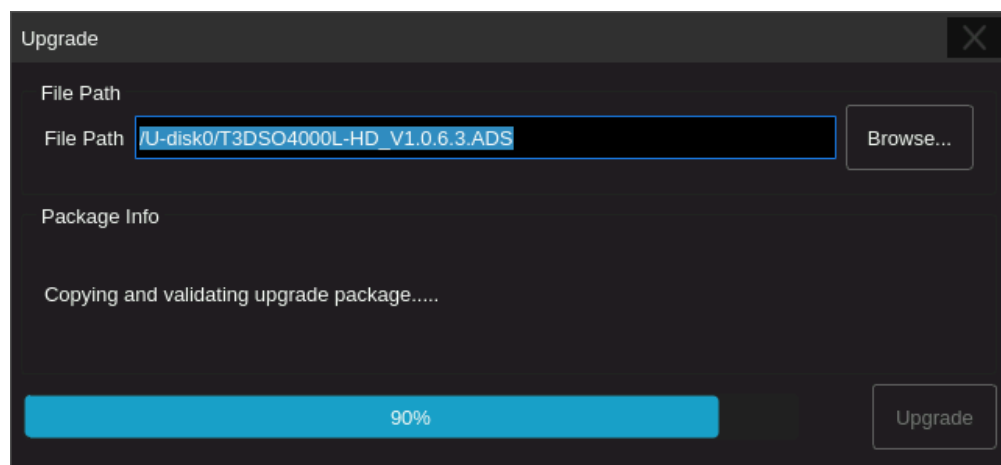 Upgrade
File Path
File Path /U-disk0/T3DSO4000L-HD_V1.0.6.3.ADS Browse...
Package Info
Copying and validating upgrade package.....
90% Upgrade